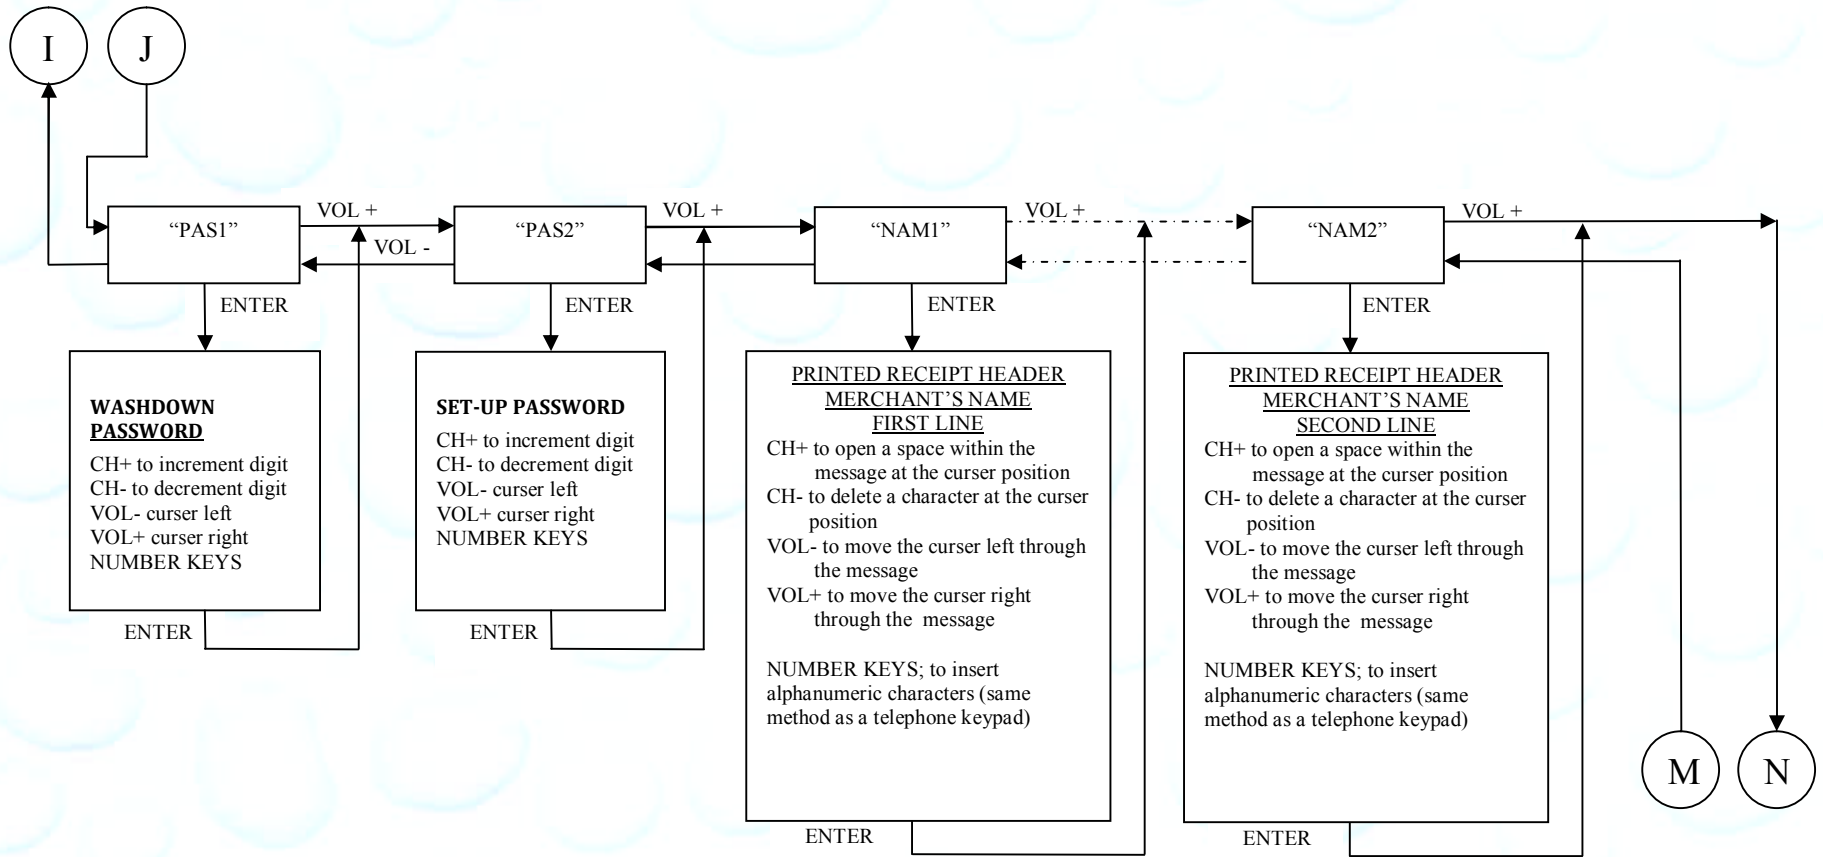 I
J
“PAS1”
VOL +
VOL -
“PAS2”
VOL +
“NAM1”
VOL +
“NAM2”
VOL +
ENTER
ENTER
ENTER
ENTER
WASHDOWN
PASSWORD
CH+ to increment digit
CH- to decrement digit
VOL- curser left
VOL+ curser right
NUMBER KEYS
ENTER
SET-UP PASSWORD
CH+ to increment digit
CH- to decrement digit
VOL- curser left
VOL+ curser right
NUMBER KEYS
ENTER
PRINTED RECEIPT HEADER
MERCHANT’S NAME
FIRST LINE
CH+ to open a space within the
message at the curser position
CH- to delete a character at the curser
position
VOL- to move the curser left through
the message
VOL+ to move the curser right
through the message
NUMBER KEYS; to insert
alphanumeric characters (same
method as a telephone keypad)
ENTER
PRINTED RECEIPT HEADER
MERCHANT’S NAME
SECOND LINE
CH+ to open a space within the
message at the curser position
CH- to delete a character at the curser
position
VOL- to move the curser left through
the message
VOL+ to move the curser right
through the message
NUMBER KEYS; to insert
alphanumeric characters (same
method as a telephone keypad)
ENTER
M
N